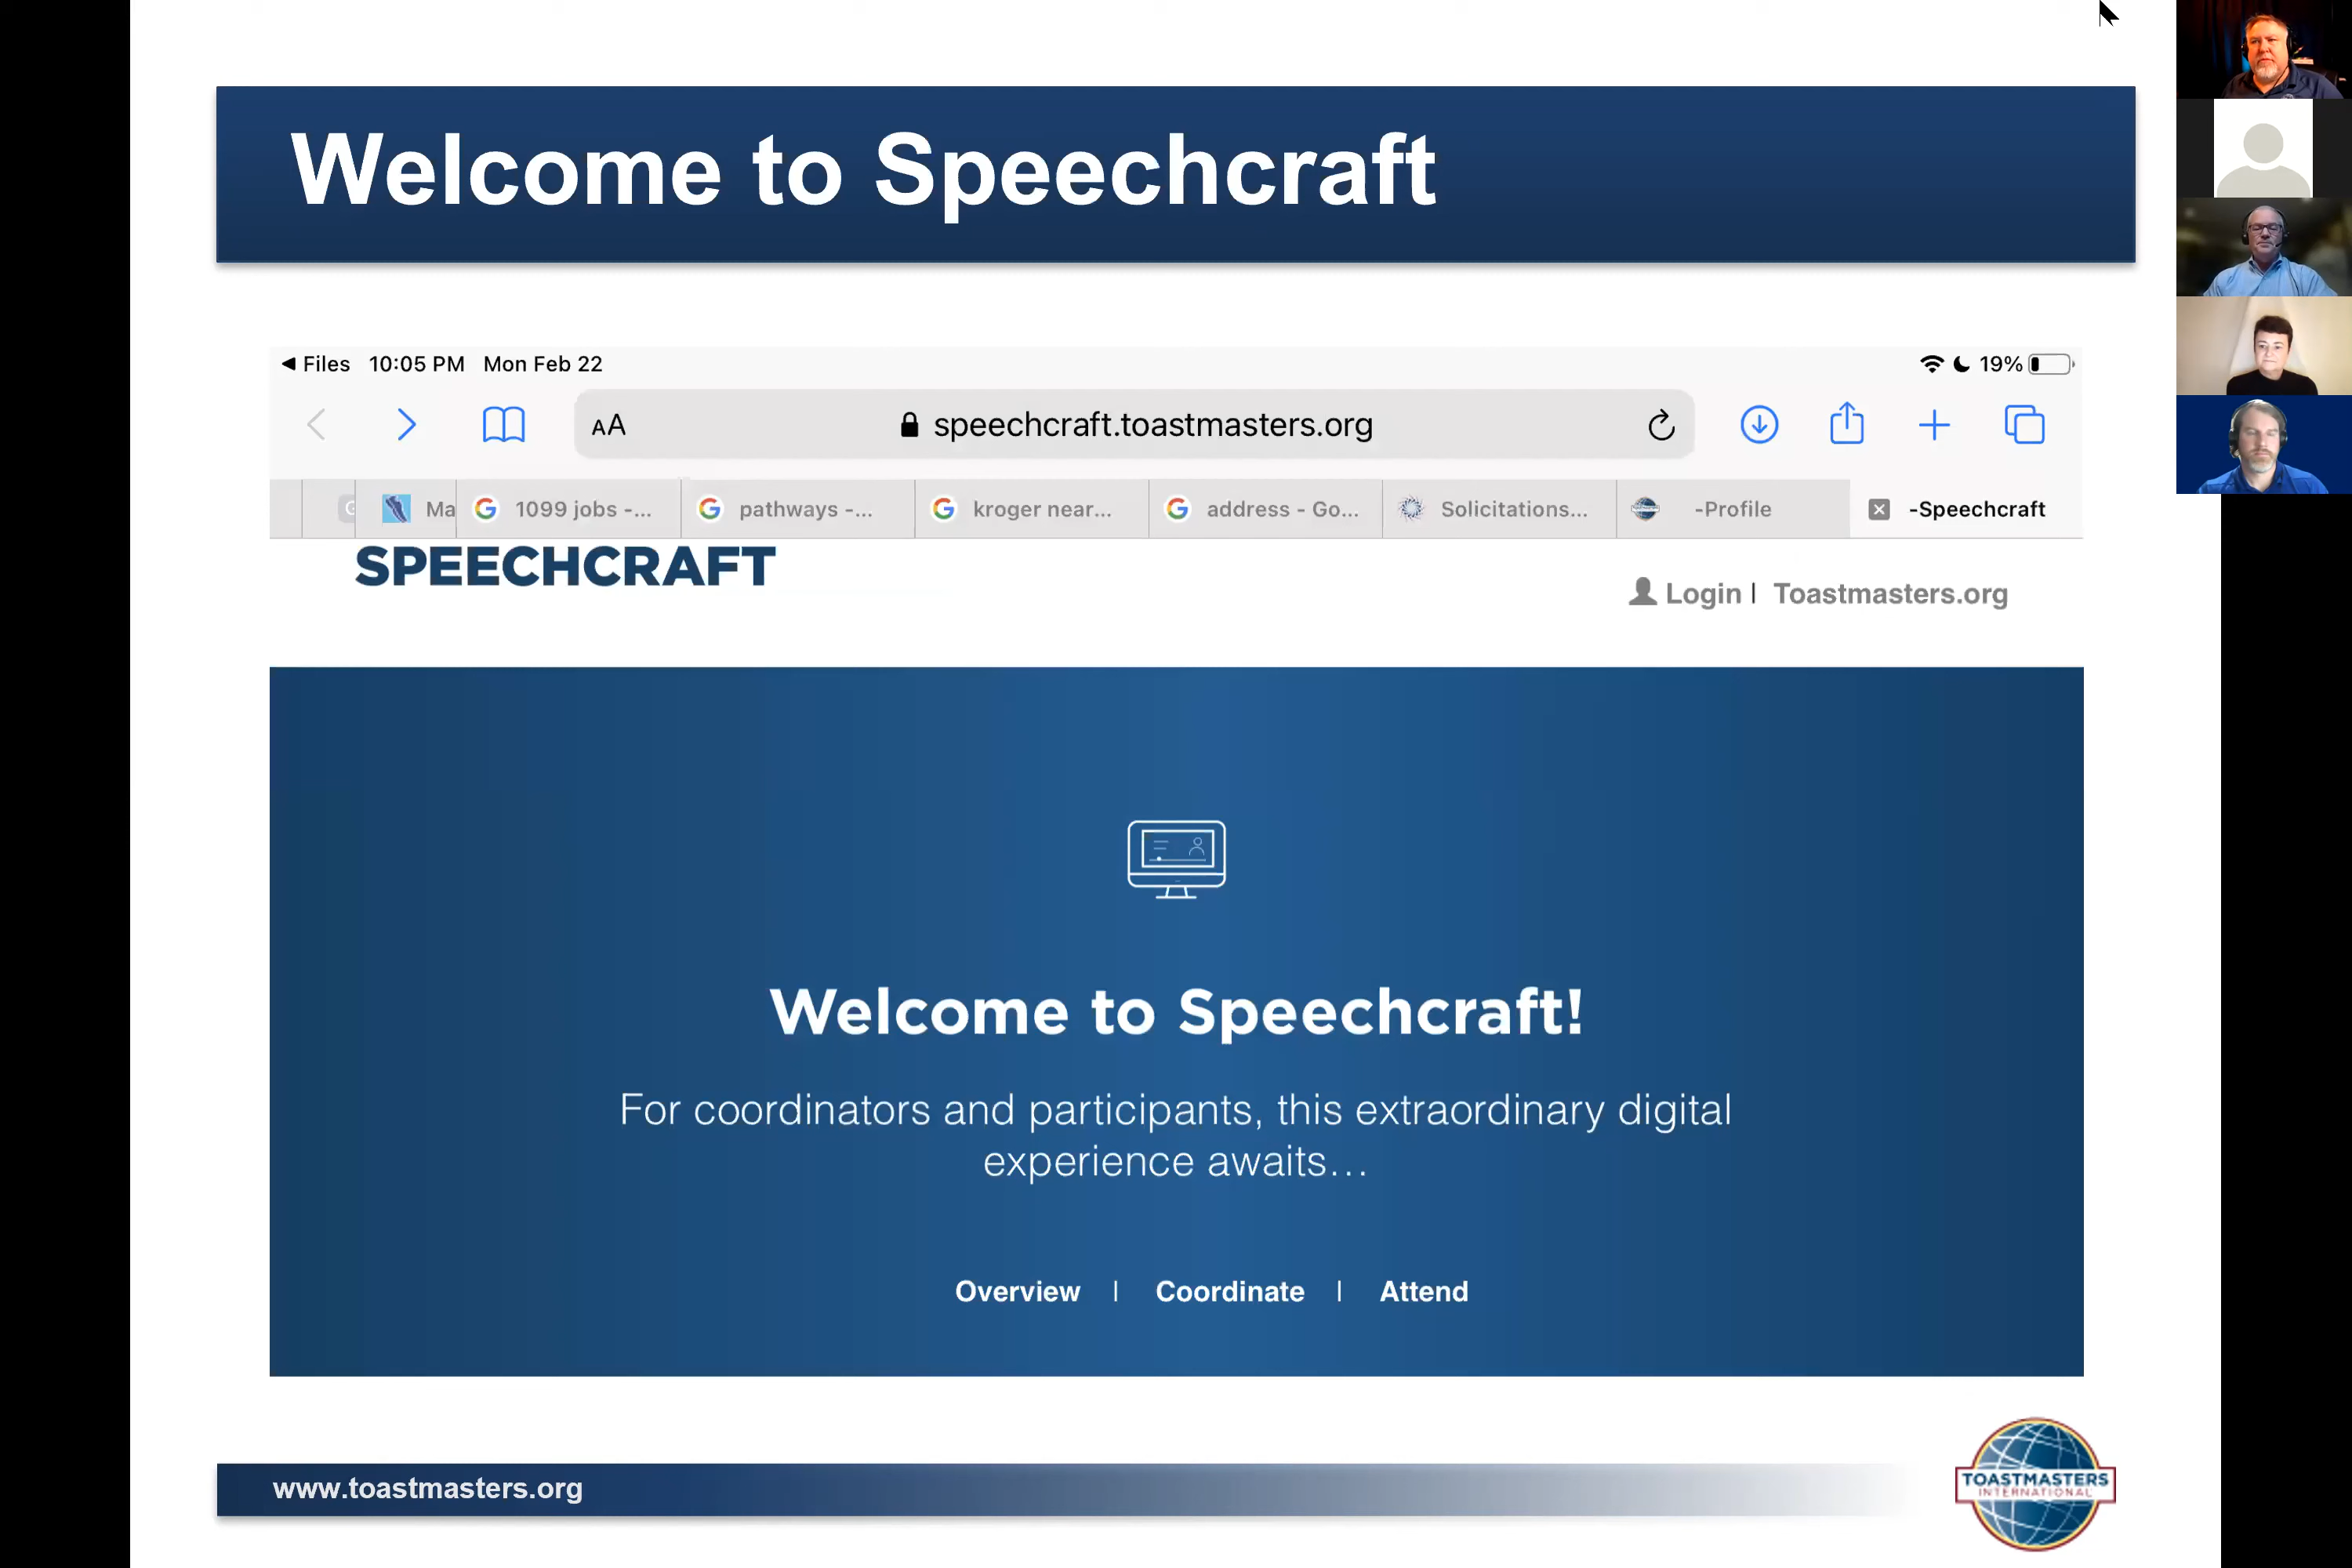 Welcome to Speechcraft
Files 10:05 PM Mon Feb 22 19%
AA speechcraft.toastmasters.org
Ma 1099 jobs -... pathways -... kroger near... address - Go... Solicitations... -Profile -Speechcraft
SPEECHCRAFT
Login | Toastmasters.org
Welcome to Speechcraft!
For coordinators and participants, this extraordinary digital
experience awaits...
Overview | Coordinate | Attend
www.toastmasters.org
TOASTMASTERS
INTERNATIONAL